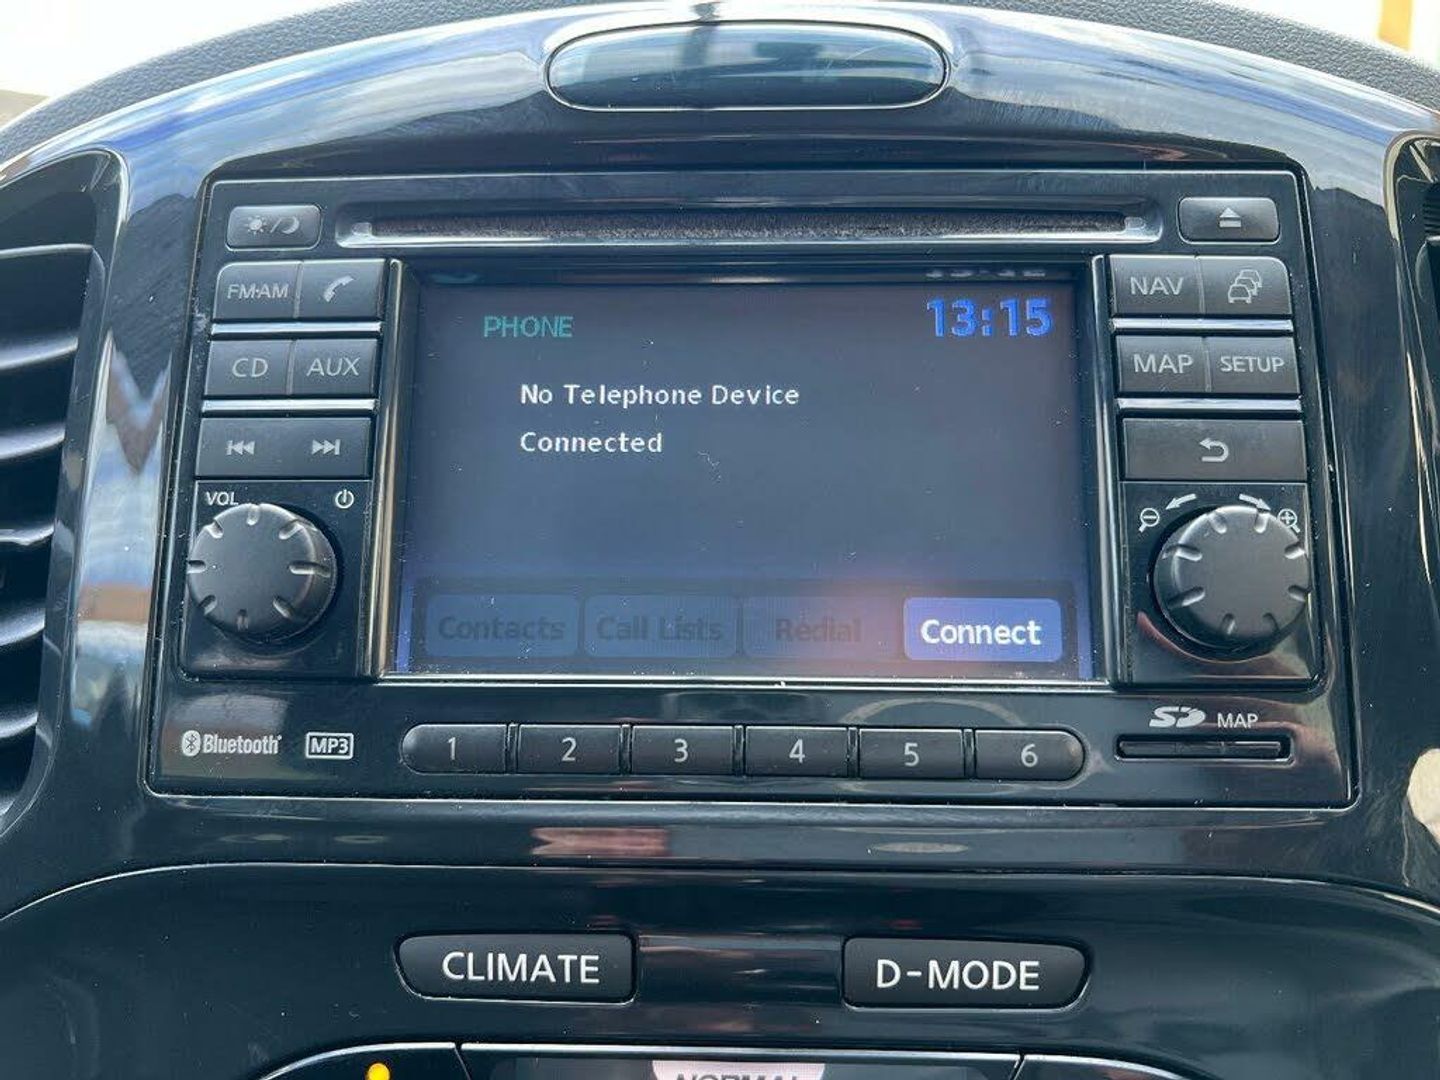 FM·AM
CD AUX
VOL
PHONE 13:15
No Telephone Device
Connected
Contacts Call Lists Redial Connect
NAV
MAP SETUP
Bluetooth MP3
1 2 3 4 5 6
SD MAP
CLIMATE D-MODE
NORMAL